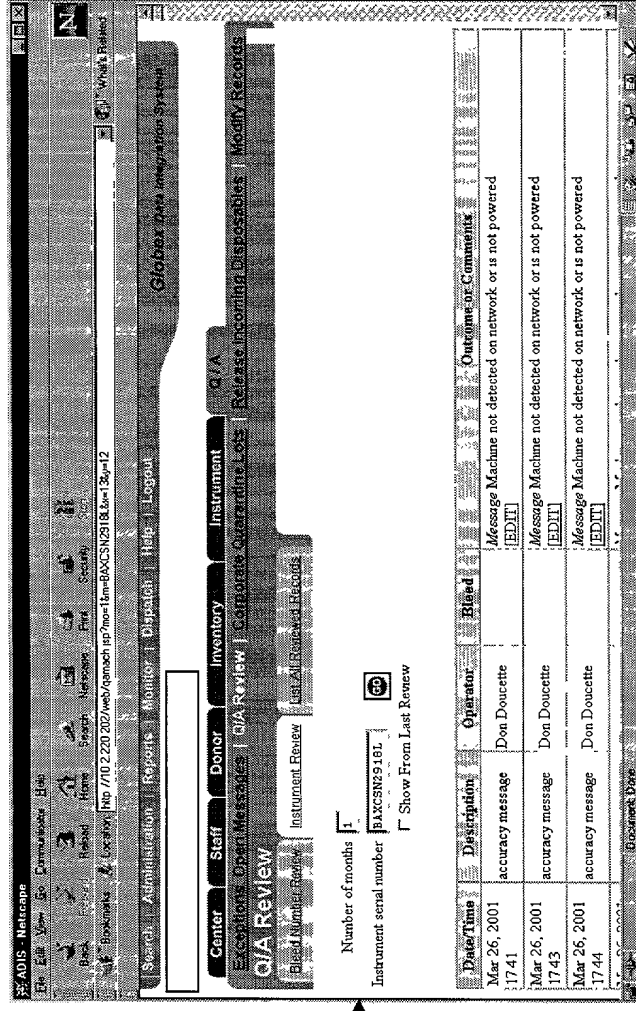 ADIS - Netscape
File Edit View Go Communicator Help
Back Reload Home Search Netscape Print Security Stop
Bookmarks Location: http://10.2.220.202/web/qamach.jsp?mo=1&m=BAXCSN2918L&x=13&y=12 What's Related
Search | Administration | Reports | Monitor | Dispatch | Help | Logout
Globex Data Integration System
Center Staff Donor Inventory Instrument Q/A
Exceptions Open Messages | Q/A Review | Corporate Quarantine Lots | Release Incoming Disposables | Modify Records
Q/A Review
Bleed Number Review Instrument Review List All Reviewed Records
Number of months 1
Instrument serial number BAXCSN2918L GO
Show From Last Review
Date/Time Description Operator Bleed Outcome or Comments
Mar 26, 2001 accuracy message Don Doucette Message Machine not detected on network or is not powered
1741 [EDIT]
Mar 26, 2001 accuracy message Don Doucette Message Machine not detected on network or is not powered
1743 [EDIT]
Mar 26, 2001 accuracy message Don Doucette Message Machine not detected on network or is not powered
1744 [EDIT]
Document Done